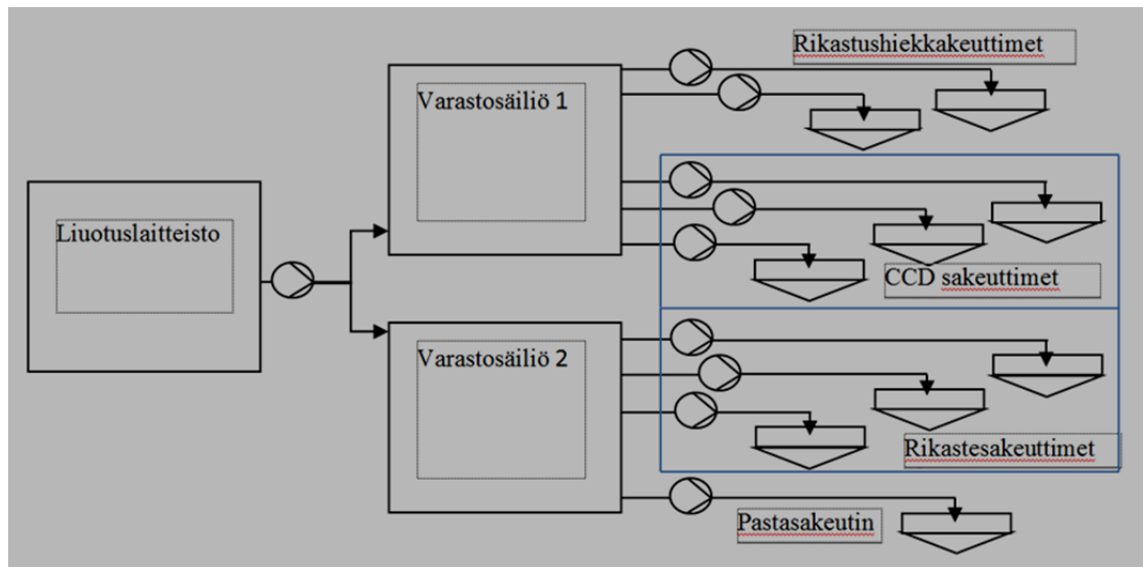 Rikastushiekkakeuttimet
Varastosäiliö 1
Liuotuslaitteisto
CCD sakeuttimet
Varastosäiliö 2
Rikastesakeuttimet
Pastasakeutin